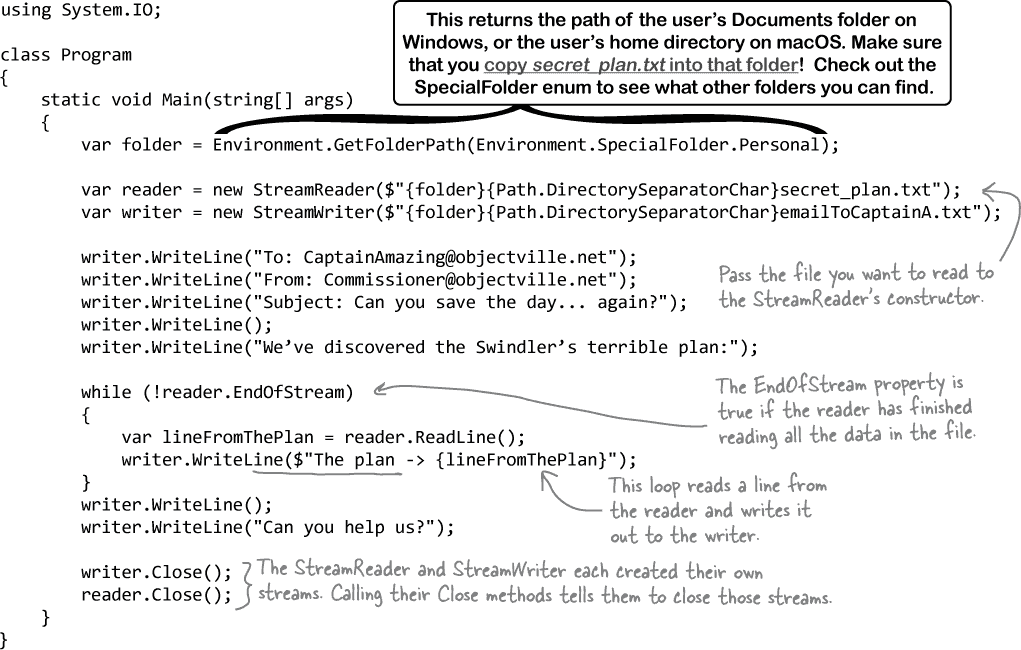 using System.IO;
This returns the path of the user’s Documents folder on
Windows, or the user’s home directory on macOS. Make sure
that you copy secret_plan.txt into that folder!  Check out the
SpecialFolder enum to see what other folders you can find.
class Program
{
    static void Main(string[] args)
    {
        var folder = Environment.GetFolderPath(Environment.SpecialFolder.Personal);
        var reader = new StreamReader($"{folder}{Path.DirectorySeparatorChar}secret_plan.txt");
        var writer = new StreamWriter($"{folder}{Path.DirectorySeparatorChar}emailToCaptainA.txt");
Pass the file you want to read to
the StreamReader’s constructor.
        writer.WriteLine("To: CaptainAmazing@objectville.net");
        writer.WriteLine("From: Commissioner@objectville.net");
        writer.WriteLine("Subject: Can you save the day... again?");
        writer.WriteLine();
        writer.WriteLine("We’ve discovered the Swindler’s terrible plan:");
        while (!reader.EndOfStream)
The EndOfStream property is
true if the reader has finished
reading all the data in the file.
        {
            var lineFromThePlan = reader.ReadLine();
            writer.WriteLine($"The plan -> {lineFromThePlan}");
        }
This loop reads a line from
the reader and writes it
out to the writer.
        writer.WriteLine();
        writer.WriteLine("Can you help us?");
        writer.Close();
        reader.Close();
The StreamReader and StreamWriter each created their own
streams. Calling their Close methods tells them to close those streams.
    }
}